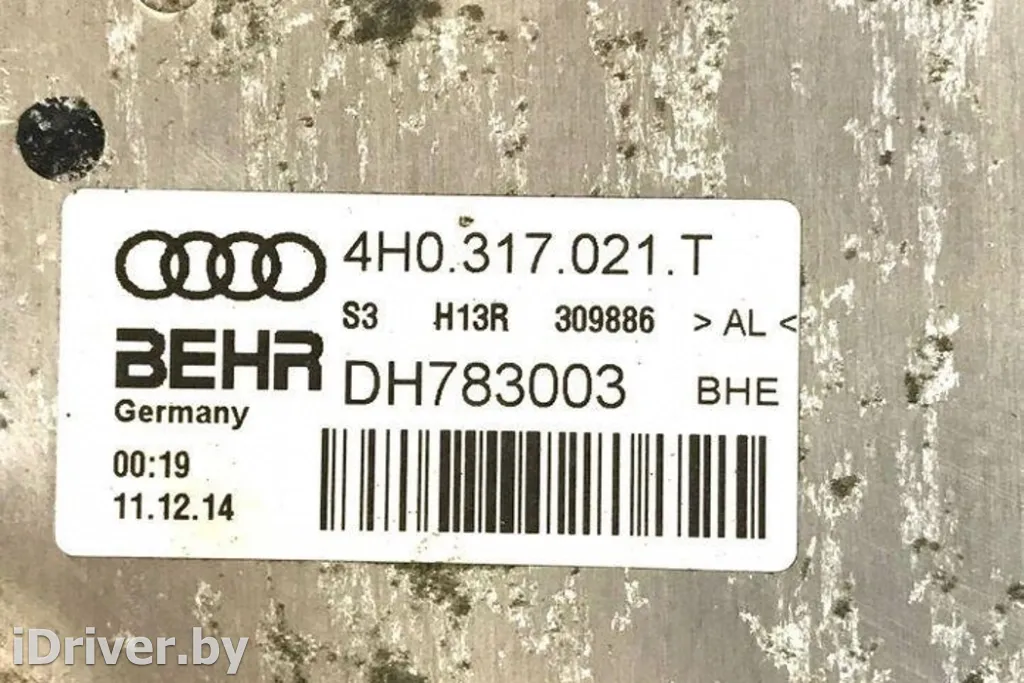 4H0.317.021.T
S3 H13R 309886 > AL <
BEHR DH783003 BHE
Germany
00:19
11.12.14
iDriver.by